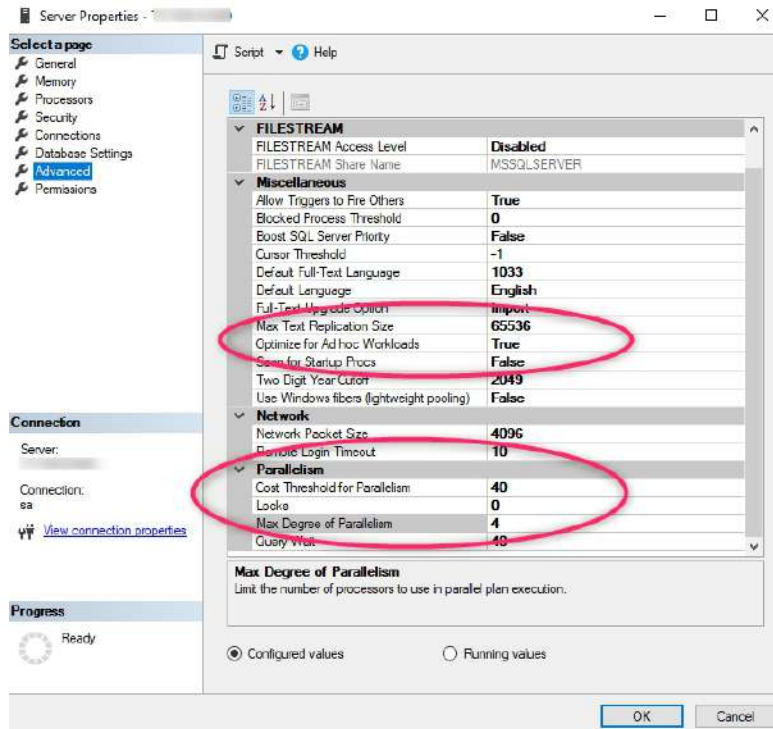 Server Properties -
Select a page
General
Memory
Processors
Security
Connections
Database Settings
Advanced
Permissions
Script
Help
FILESTREAM
FILESTREAM Access Level Disabled
FILESTREAM Share Name MSSQLSERVER
Miscellaneous
Allow Triggers to Fire Others True
Blocked Process Threshold 0
Boost SQL Server Priority False
Cursor Threshold -1
Default Full-Text Language 1033
Default Language English
Full-Text Upgrade Option Import
Max Text Replication Size 65536
Optimize for Ad hoc Workloads True
Scan for Startup Procs False
Two Digit Year Cutoff 2049
Use Windows fibers (lightweight pooling) False
Network
Network Packet Size 4096
Remote Login Timeout 10
Parallelism
Cost Threshold for Parallelism 40
Locks 0
Max Degree of Parallelism 4
Query Wait
Max Degree of Parallelism
Limit the number of processors to use in parallel plan execution.
Configured values
Running values
Connection
Server:
Connection:
sa
View connection properties
Progress
Ready
OK
Cancel